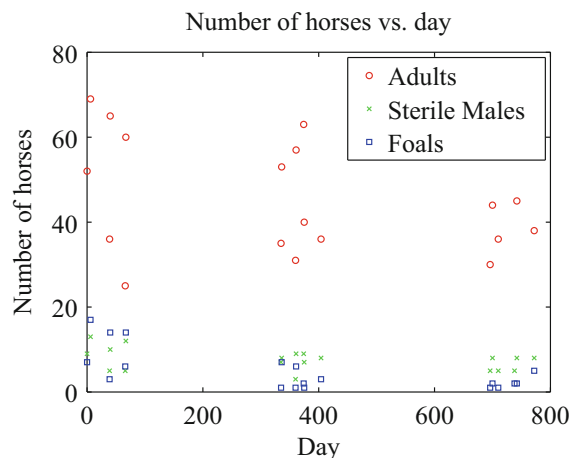 Number of horses vs. day
80
60
40
20
0
Number of horses
Adults
Sterile Males
Foals
0 200 400 600 800
Day